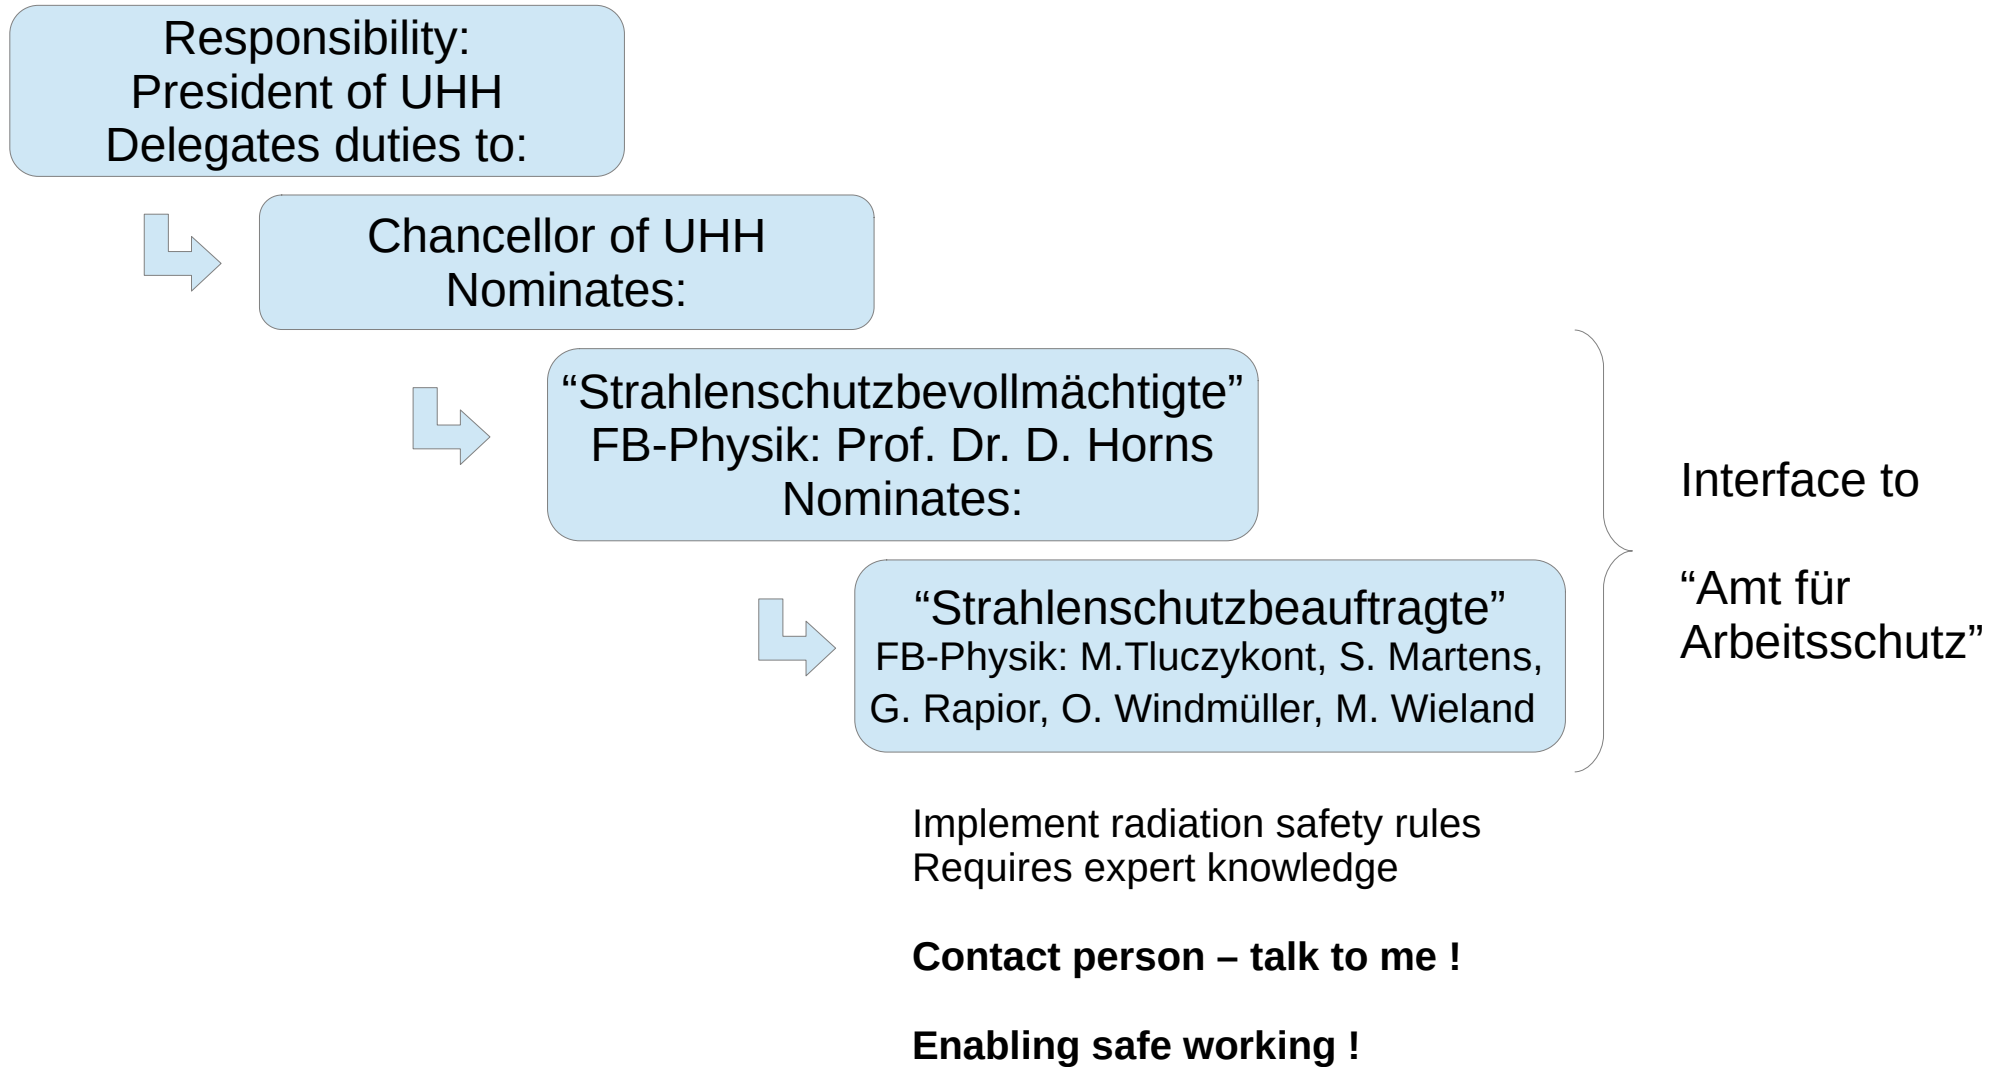 Responsibility:
President of UHH
Delegates duties to:
Chancellor of UHH
Nominates:
“Strahlenschutzbevollmächtigte”
FB-Physik: Prof. Dr. D. Horns
Nominates:
“Strahlenschutzbeauftragte”
FB-Physik: M.Tluczykont, S. Martens,
G. Rapior, O. Windmüller, M. Wieland
Interface to
“Amt für
Arbeitsschutz”
Implement radiation safety rules
Requires expert knowledge
Contact person – talk to me !
Enabling safe working !